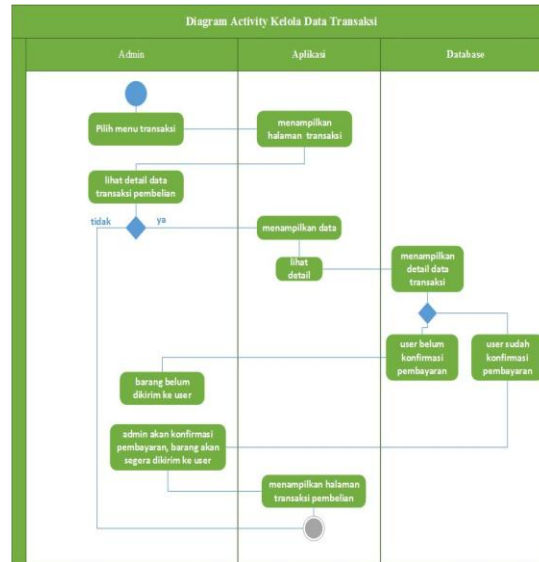 Diagram Activity Kelola Data Transaksi
Admin
Aplikasi
Database
Pilih menu transaksi
menampilkan
halaman transaksi
lihat detail data
transaksi pembelian
tidak
ya
menampilkan data
lihat
detail
menampilkan
detail data
transaksi
user belum
konfirmasi
pembayaran
user sudah
konfirmasi
pembayaran
barang belum
dikirim ke user
admin akan konfirmasi
pembayaran, barang akan
segera dikirim ke user
menampilkan halaman
transaksi pembelian